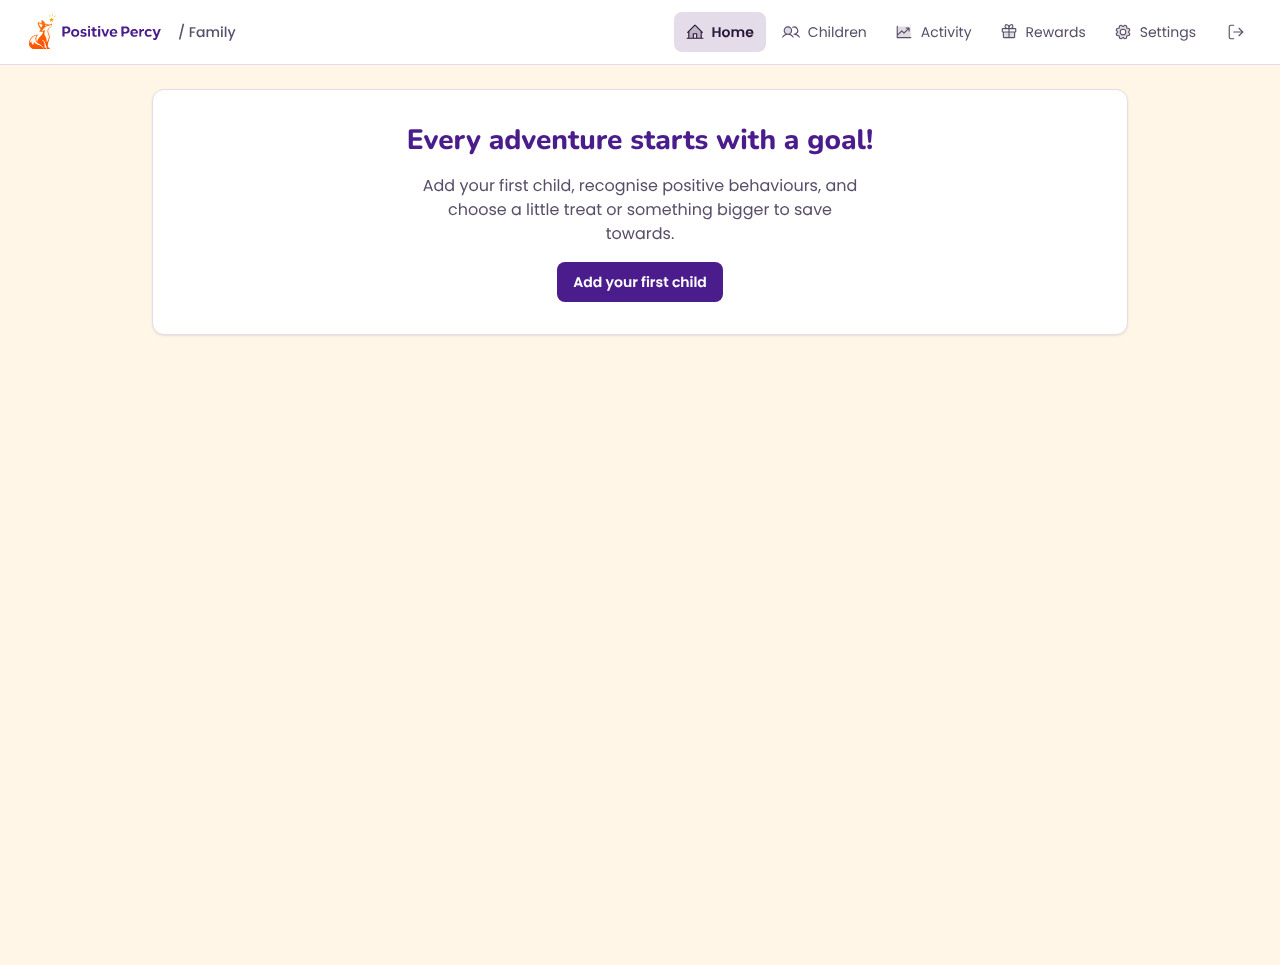 Positive Percy / Family
Home
Children
Activity
Rewards
Settings
Every adventure starts with a goal!
Add your first child, recognise positive behaviours, and
choose a little treat or something bigger to save
towards.
Add your first child